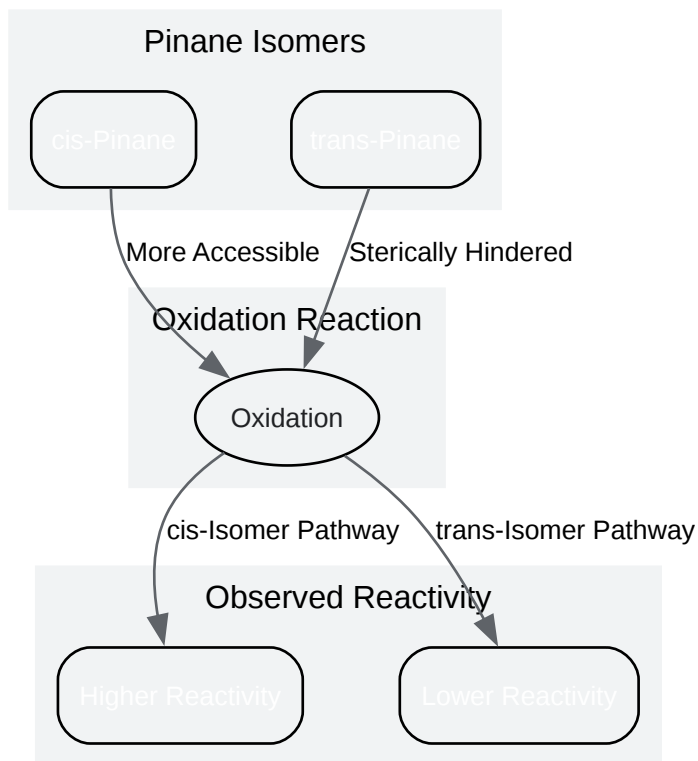 Pinane Isomers
cis-Pinane
trans-Pinane
More Accessible
Sterically Hindered
Oxidation Reaction
Oxidation
cis-Isomer Pathway
trans-Isomer Pathway
Observed Reactivity
Higher Reactivity
Lower Reactivity